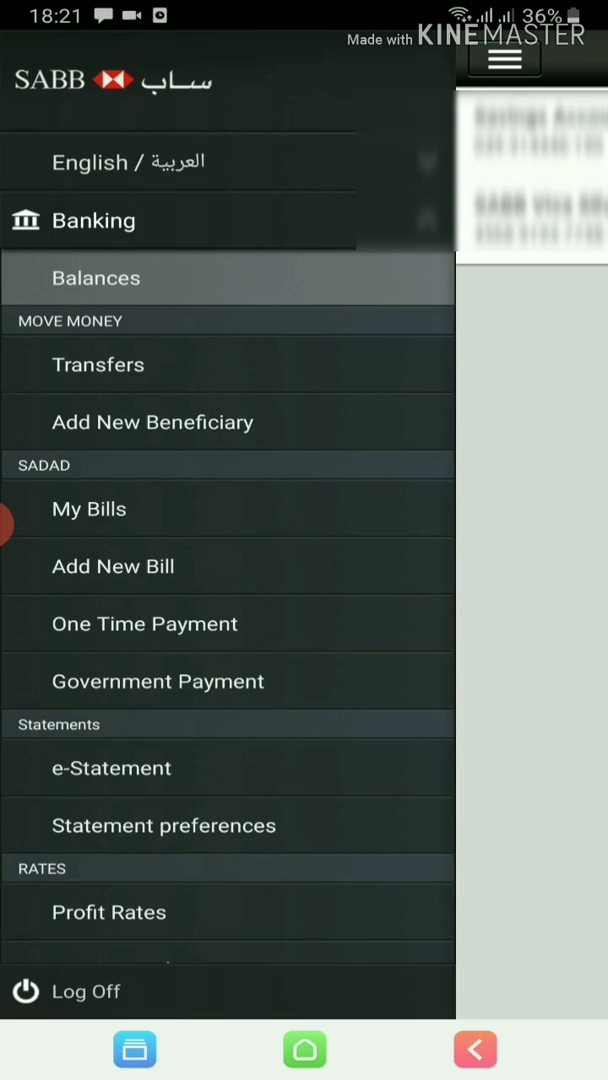 18:21
36%
Made with KINEMASTER
SABB ساب
English / العربية
Banking
Balances
MOVE MONEY
Transfers
Add New Beneficiary
SADAD
My Bills
Add New Bill
One Time Payment
Government Payment
Statements
e-Statement
Statement preferences
RATES
Profit Rates
Log Off